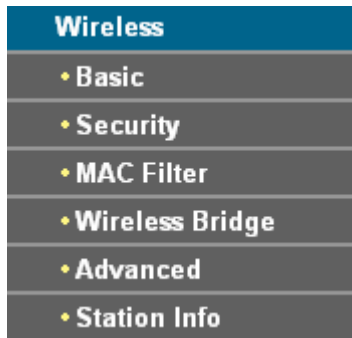 Wireless
• Basic
• Security
• MAC Filter
• Wireless Bridge
• Advanced
• Station Info